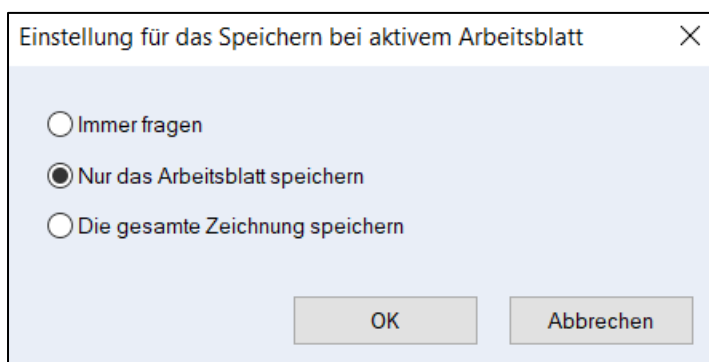 Einstellung für das Speichern bei aktivem Arbeitsblatt
Immer fragen
Nur das Arbeitsblatt speichern
Die gesamte Zeichnung speichern
OK Abbrechen